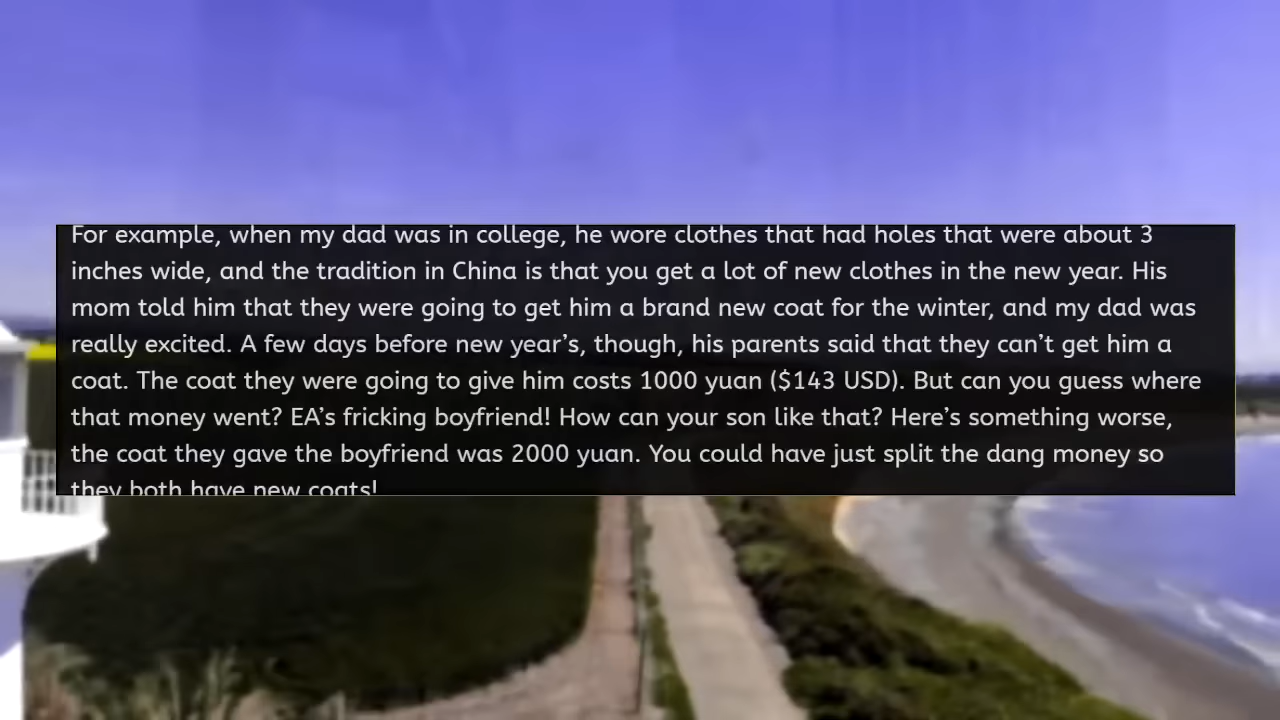 For example, when my dad was in college, he wore clothes that had holes that were about 3
inches wide, and the tradition in China is that you get a lot of new clothes in the new year. His
mom told him that they were going to get him a brand new coat for the winter, and my dad was
really excited. A few days before new year’s, though, his parents said that they can’t get him a
coat. The coat they were going to give him costs 1000 yuan ($143 USD). But can you guess where
that money went? EA’s fricking boyfriend! How can your son like that? Here’s something worse,
the coat they gave the boyfriend was 2000 yuan. You could have just split the dang money so
they both have new coats!